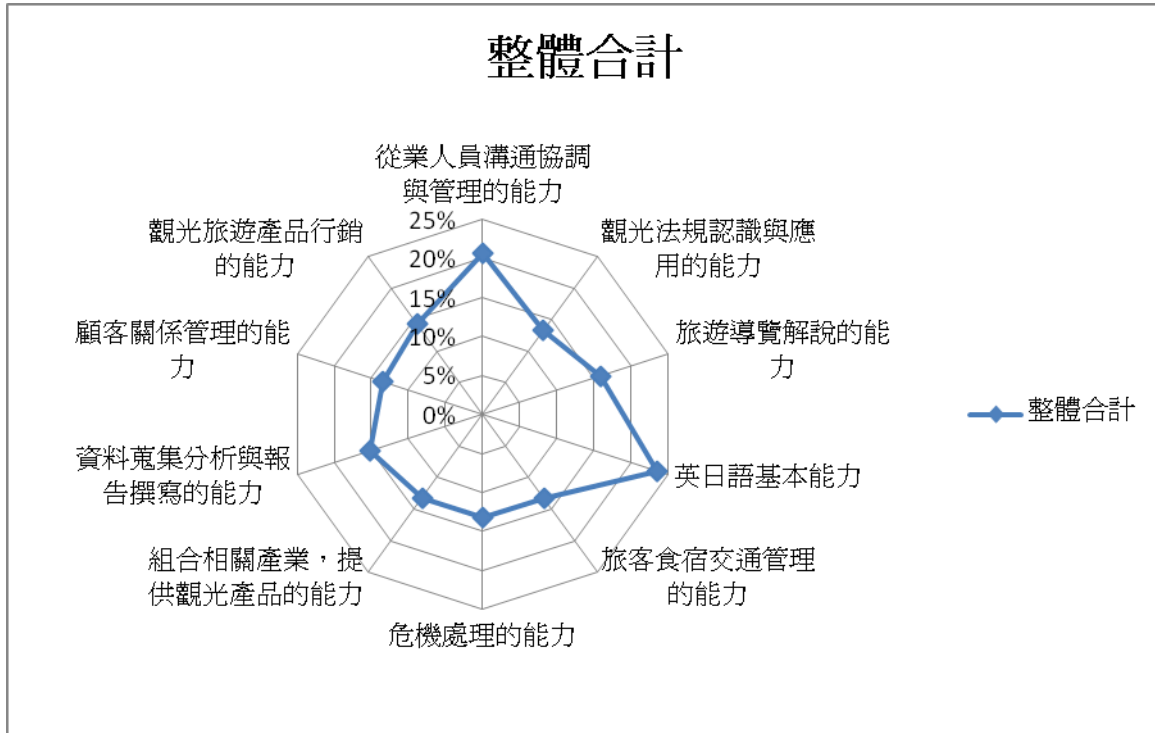 整體合計
從業人員溝通協調
與管理的能力
觀光法規認識與應
用的能力
旅遊導覽解說的能
力
英日語基本能力
旅客食宿交通管理
的能力
危機處理的能力
組合相關產業，提
供觀光產品的能力
資料蒐集分析與報
告撰寫的能力
顧客關係管理的能
力
觀光旅遊產品行銷
的能力
25%
20%
15%
10%
5%
0%
整體合計